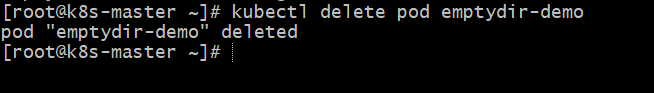 [root@k8s-master ~]# kubectl delete pod emptydir-demo
pod "emptydir-demo" deleted
[root@k8s-master ~]#